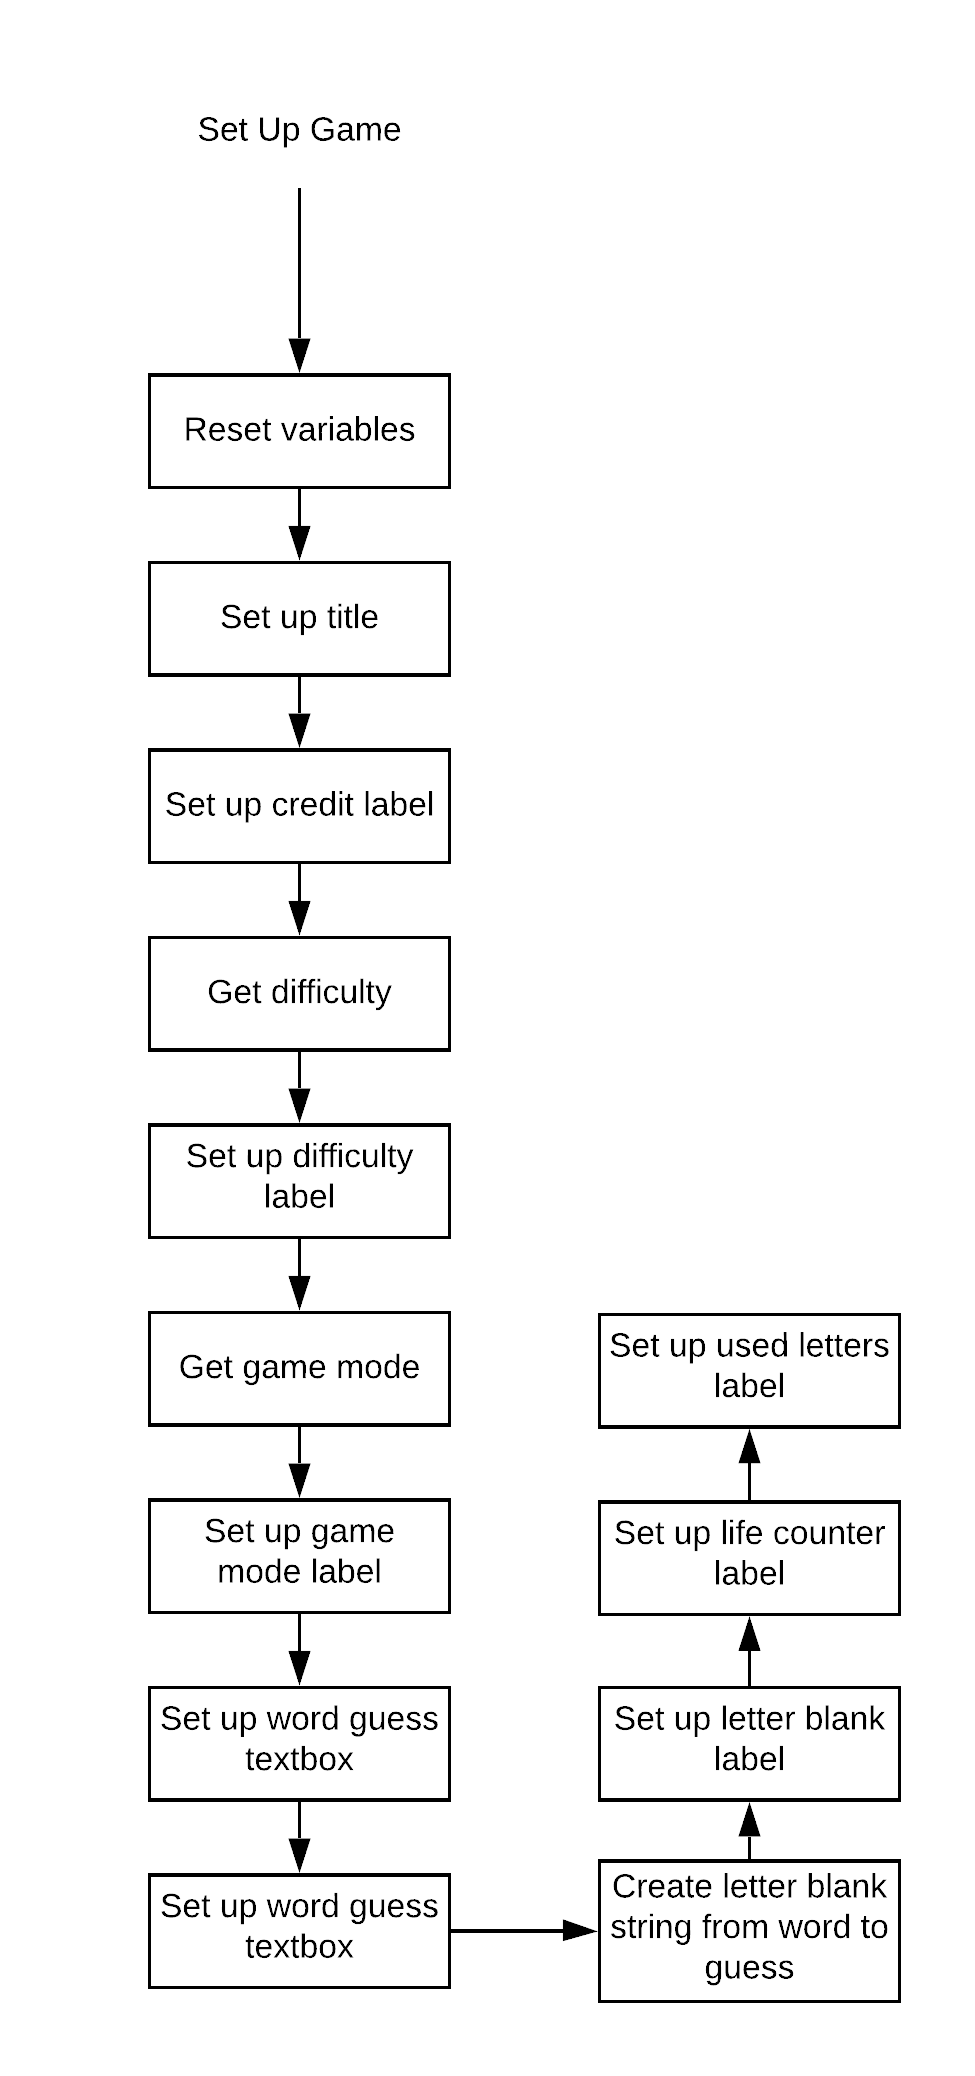 Set Up Game
Reset variables
Set up title
Set up credit label
Get difficulty
Set up difficulty
label
Get game mode
Set up game
mode label
Set up word guess
textbox
Set up word guess
textbox
Create letter blank
string from word to
guess
Set up letter blank
label
Set up life counter
label
Set up used letters
label